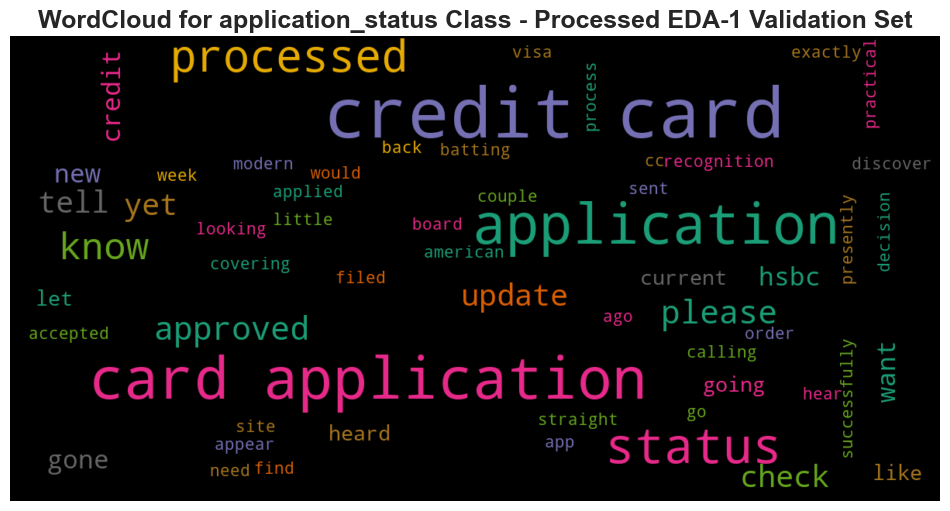 WordCloud for application_status Class - Processed EDA-1 Validation Set
processed
visa
exactly
credit
process
practical
credit card
back
batting
modern
cc
recognition
discover
new
week
would
applied
couple
sent
tell
yet
little
looking
board
application
presently
decision
know
american
covering
filed
current
hsbc
let
update
ago
please
order
accepted
approved
calling
successfully
want
card application
going
hear
straight
go
site
heard
appear
app
status
gone
need
find
check
like